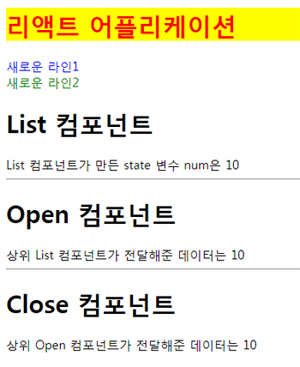 리액트 어플리케이션
새로운 라인1
새로운 라인2
List 컴포넌트
List 컴포넌트가 만든 state 변수 num은 10
Open 컴포넌트
상위 List 컴포넌트가 전달해준 데이터는 10
Close 컴포넌트
상위 Open 컴포넌트가 전달해준 데이터는 10